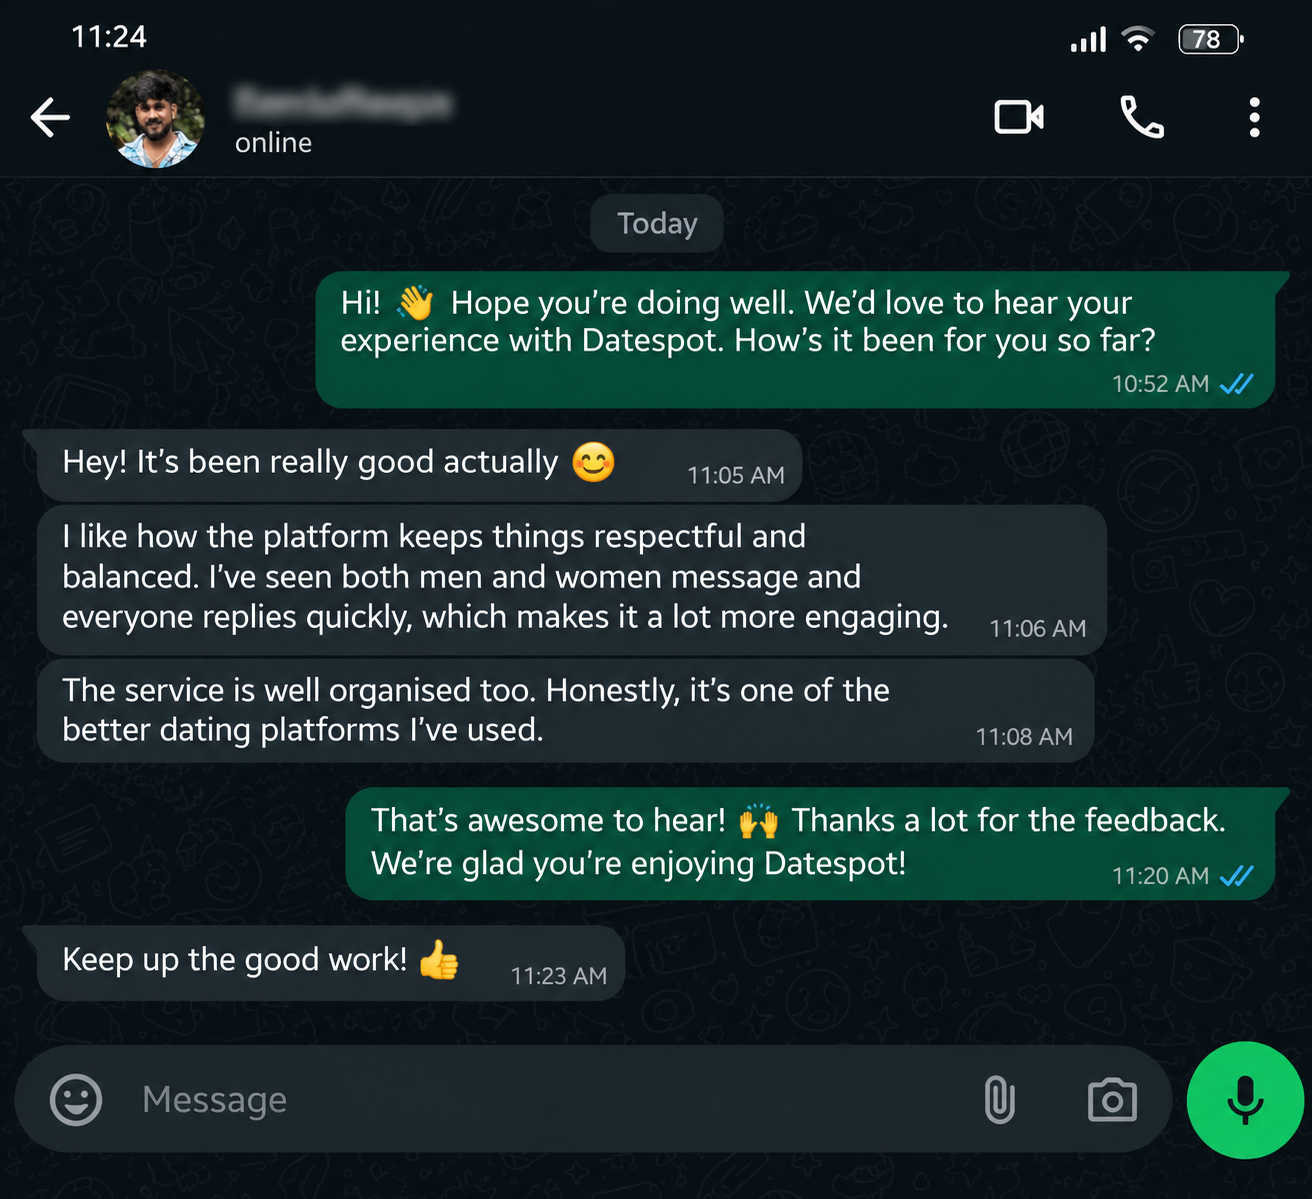 11:24
78
online
Today
Hi! 👋 Hope you’re doing well. We’d love to hear your
experience with Datespot. How’s it been for you so far?
10:52 AM
Hey! It’s been really good actually 😊
11:05 AM
I like how the platform keeps things respectful and
balanced. I’ve seen both men and women message and
everyone replies quickly, which makes it a lot more engaging.
11:06 AM
The service is well organised too. Honestly, it’s one of the
better dating platforms I’ve used.
11:08 AM
That’s awesome to hear! 🙌 Thanks a lot for the feedback.
We’re glad you’re enjoying Datespot!
11:20 AM
Keep up the good work! 👍
11:23 AM
Message